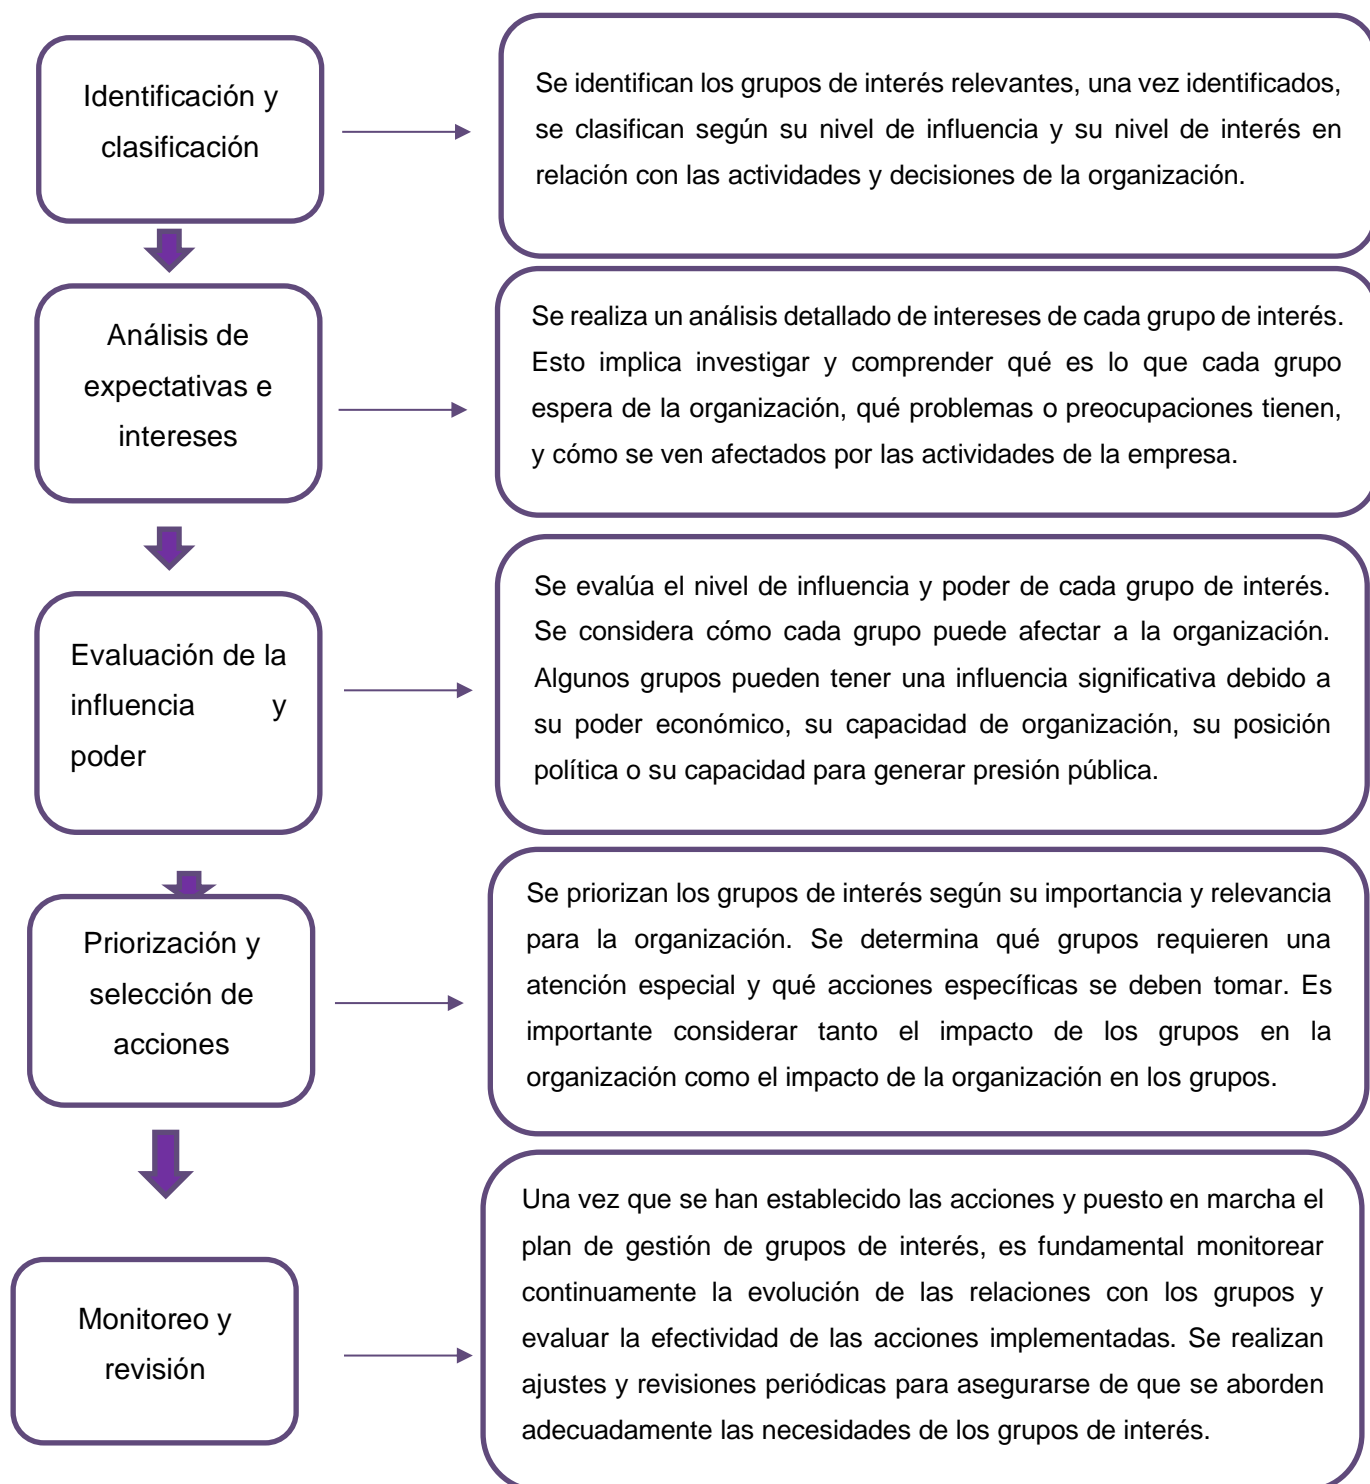 Identificación y
clasificación
Se identifican los grupos de interés relevantes, una vez identificados,
se clasifican según su nivel de influencia y su nivel de interés en
relación con las actividades y decisiones de la organización.
Análisis de
expectativas e
intereses
Se realiza un análisis detallado de intereses de cada grupo de interés.
Esto implica investigar y comprender qué es lo que cada grupo
espera de la organización, qué problemas o preocupaciones tienen,
y cómo se ven afectados por las actividades de la empresa.
Evaluación de la
influencia y
poder
Se evalúa el nivel de influencia y poder de cada grupo de interés.
Se considera cómo cada grupo puede afectar a la organización.
Algunos grupos pueden tener una influencia significativa debido a
su poder económico, su capacidad de organización, su posición
política o su capacidad para generar presión pública.
Priorización y
selección de
acciones
Se priorizan los grupos de interés según su importancia y relevancia
para la organización. Se determina qué grupos requieren una
atención especial y qué acciones específicas se deben tomar. Es
importante considerar tanto el impacto de los grupos en la
organización como el impacto de la organización en los grupos.
Monitoreo y
revisión
Una vez que se han establecido las acciones y puesto en marcha el
plan de gestión de grupos de interés, es fundamental monitorear
continuamente la evolución de las relaciones con los grupos y
evaluar la efectividad de las acciones implementadas. Se realizan
ajustes y revisiones periódicas para asegurarse de que se aborden
adecuadamente las necesidades de los grupos de interés.